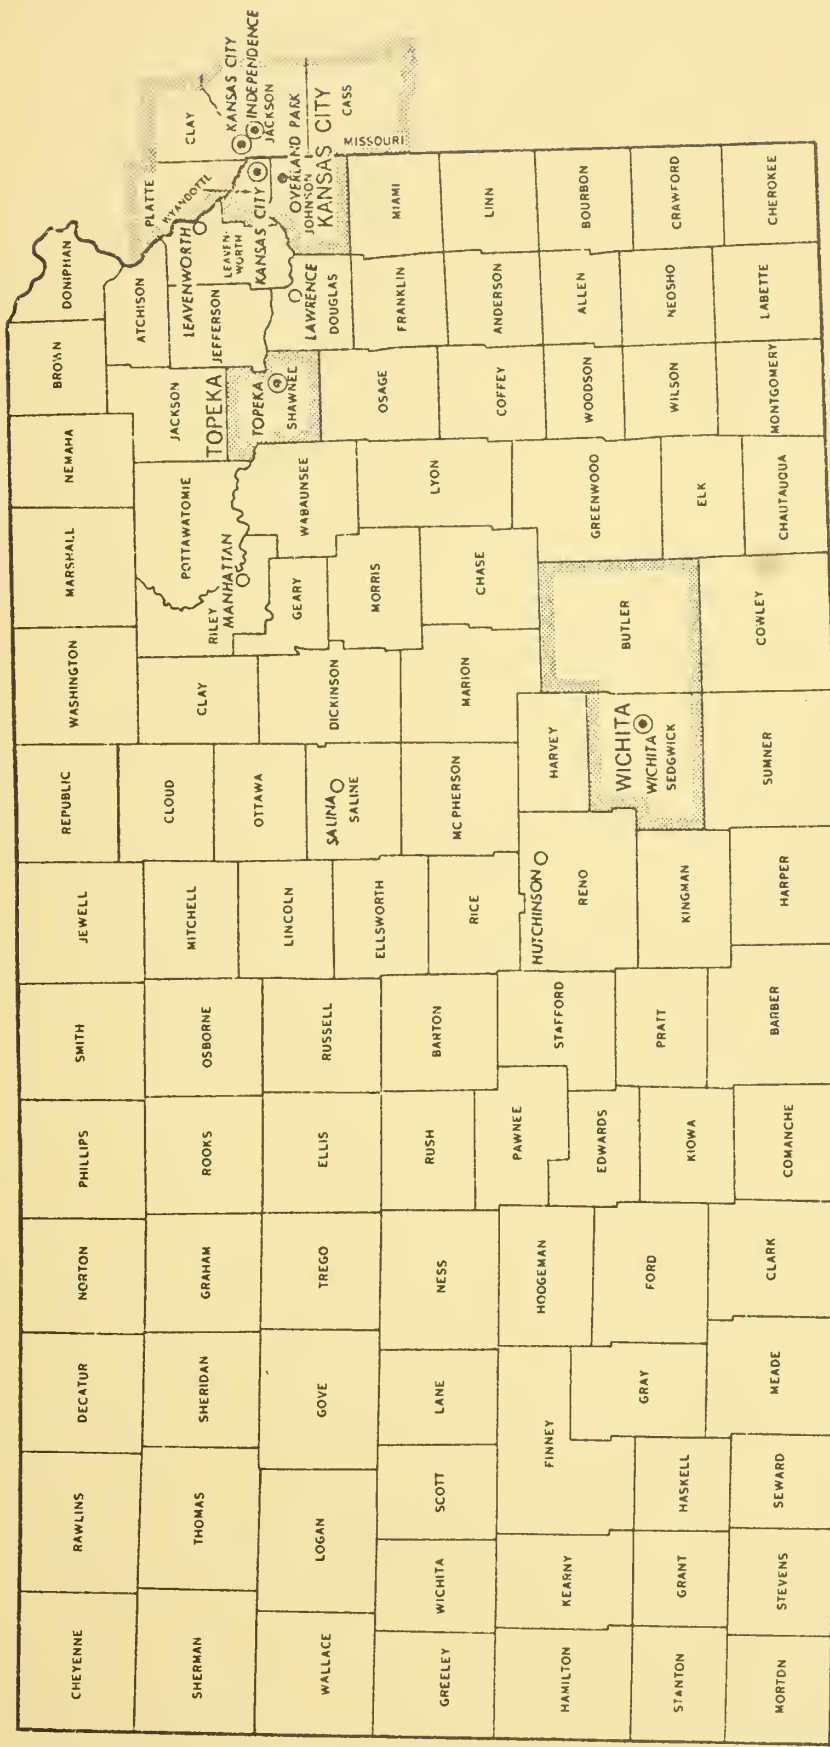 CHEYENNE
RAWLINS
DECATUR
NORTON
PHILLIPS
SMITH
JEWELL
REPUBLIC
WASHINGTON
MARSHALL
NEMAHA
BROWN
DONIPHAN
SHERMAN
THOMAS
SHERIDAN
GRAHAM
ROOKS
OSBORNE
MITCHELL
CLOUD
CLAY
RILEY
MANHATTAN
POTTAWATOMIE
JACKSON
ATCHISON
PLATTE
CLAY
WALLACE
LOGAN
GOVE
TREGO
ELLIS
RUSSELL
LINCOLN
OTTAWA
DICKINSON
GEARY
WABAUNSEE
TOPEKA
TOPEKA
SHAWNEE
JEFFERSON
LEAVENWORTH
LEAVEN-
WORTH
WYANDOTTE
KANSAS CITY
KANSAS CITY
INDEPENDENCE
JACKSON
GREELEY
WICHITA
SCOTT
LANE
NESS
RUSH
BARTON
ELLSWORTH
SALINA
SALINE
MORRIS
OSAGE
LAWRENCE
DOUGLAS
JOHNSON
OVERLAND PARK
KANSAS CITY
CASS
MISSOURI
RICE
MC PHERSON
MARION
CHASE
LYON
COFFEY
FRANKLIN
MIAMI
ANDERSON
LINN
HAMILTON
KEARNY
FINNEY
HODGEMAN
PAWNEE
STAFFORD
HUTCHINSON
RENO
HARVEY
BUTLER
GREENWOOD
WOODSON
ALLEN
BOURBON
GRAY
FORD
EDWARDS
PRATT
WICHITA
WICHITA
SEDGWICK
STANTON
GRANT
HASKELL
KIOWA
KINGMAN
ELK
WILSON
NEOSHO
CRAWFORD
MORTON
STEVENS
SEWARD
MEADE
CLARK
COMANCHE
BARBER
HARPER
SUMNER
COWLEY
CHAUTAUQUA
MONTGOMERY
LABETTE
CHEROKEE